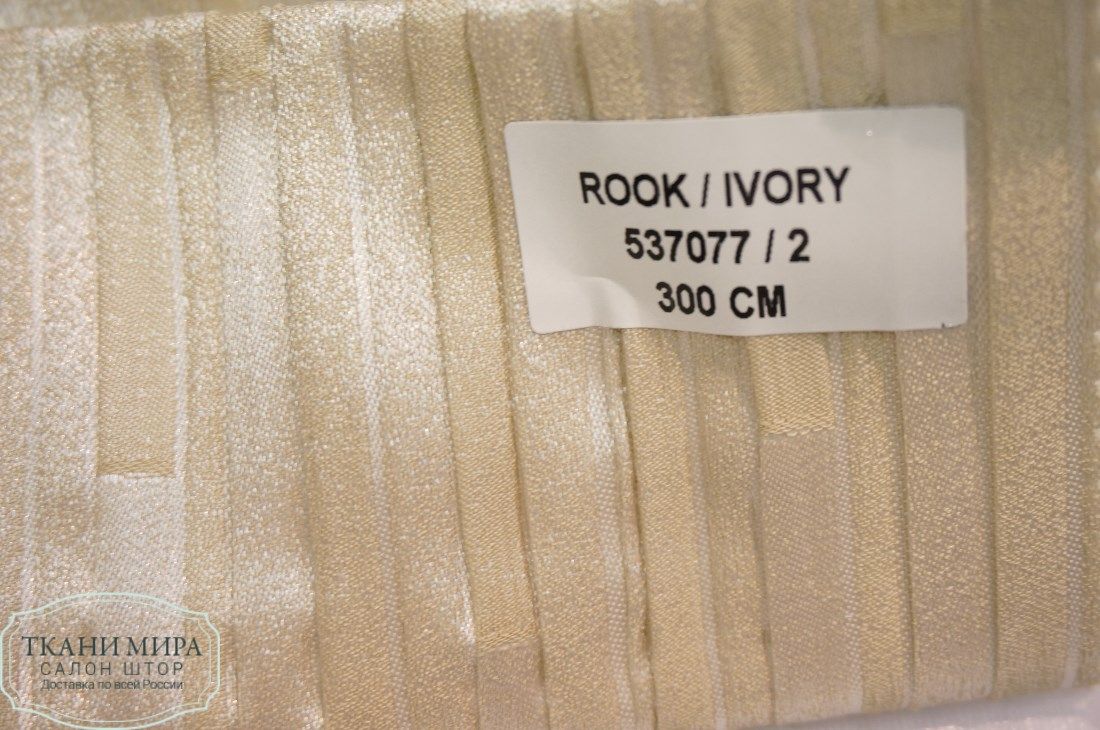 ROOK / IVORY
537077 / 2
300 CM
ТКАНИ МИРА
САЛОН ШТОР
Доставка по всей России